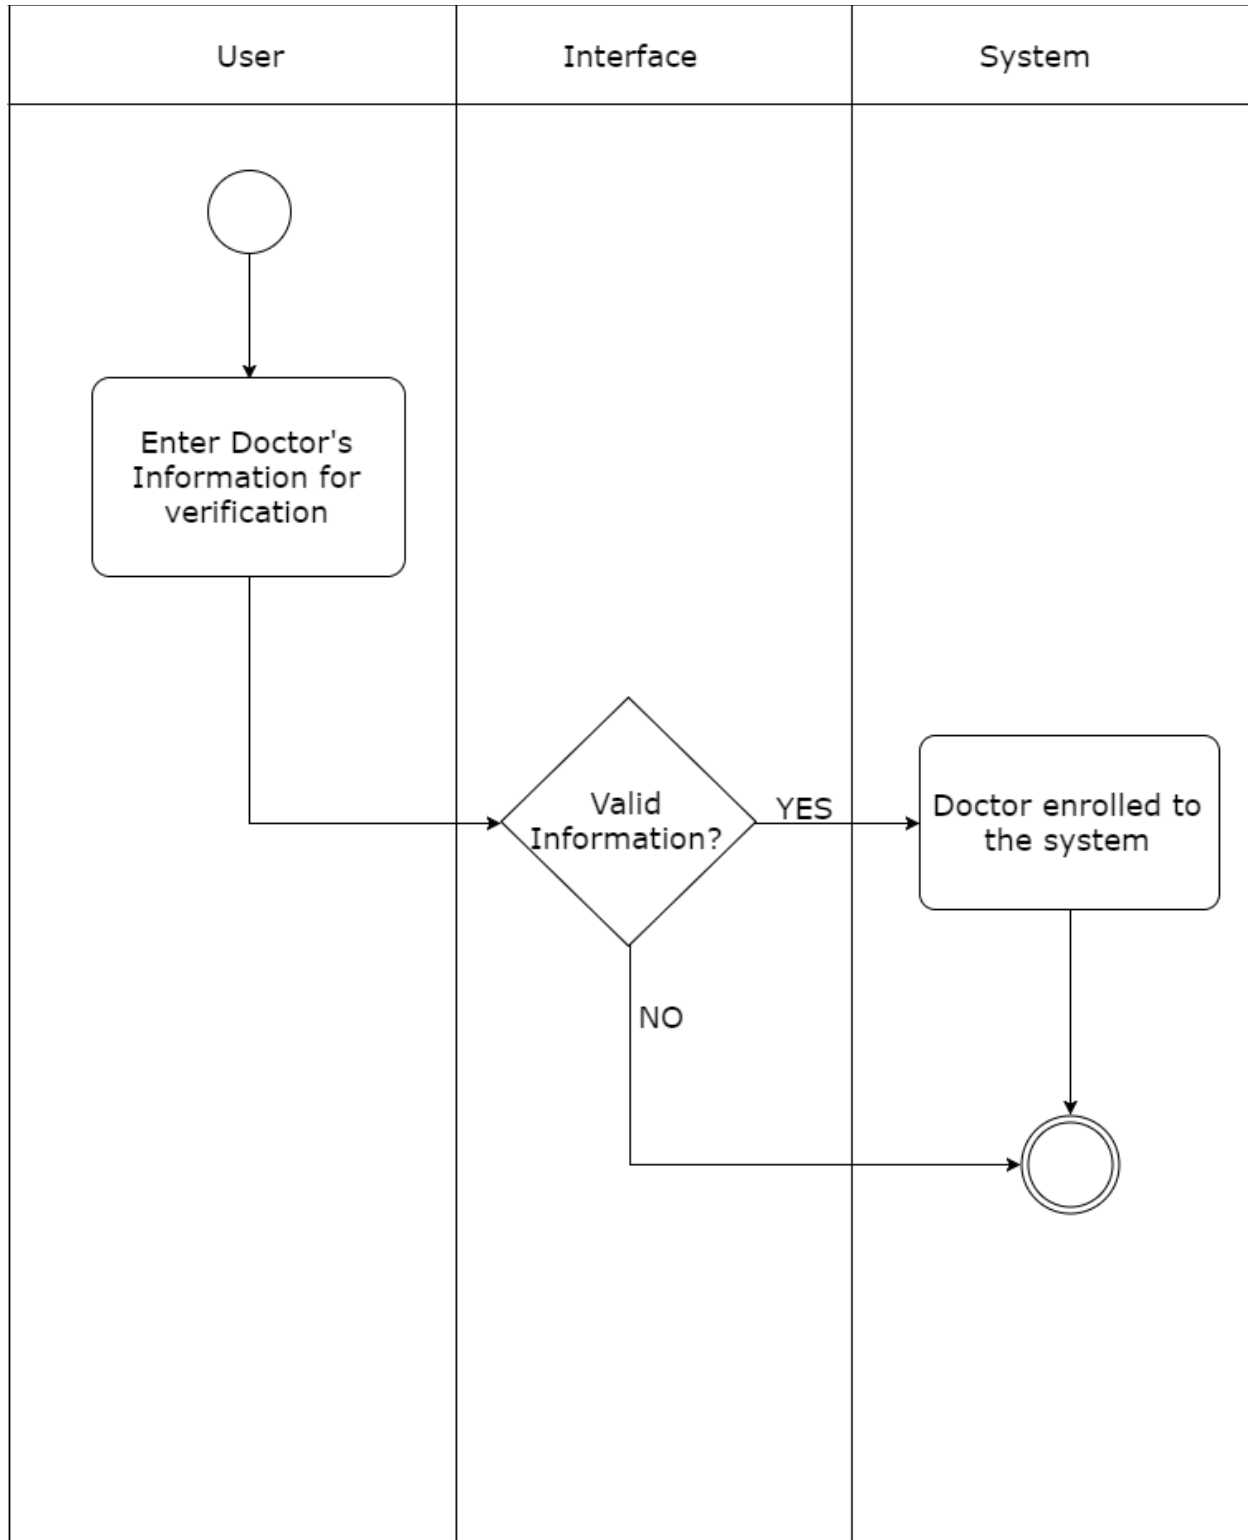 User
Interface
System
Enter Doctor's
Information for
verification
Valid
Information?
YES
Doctor enrolled to
the system
NO